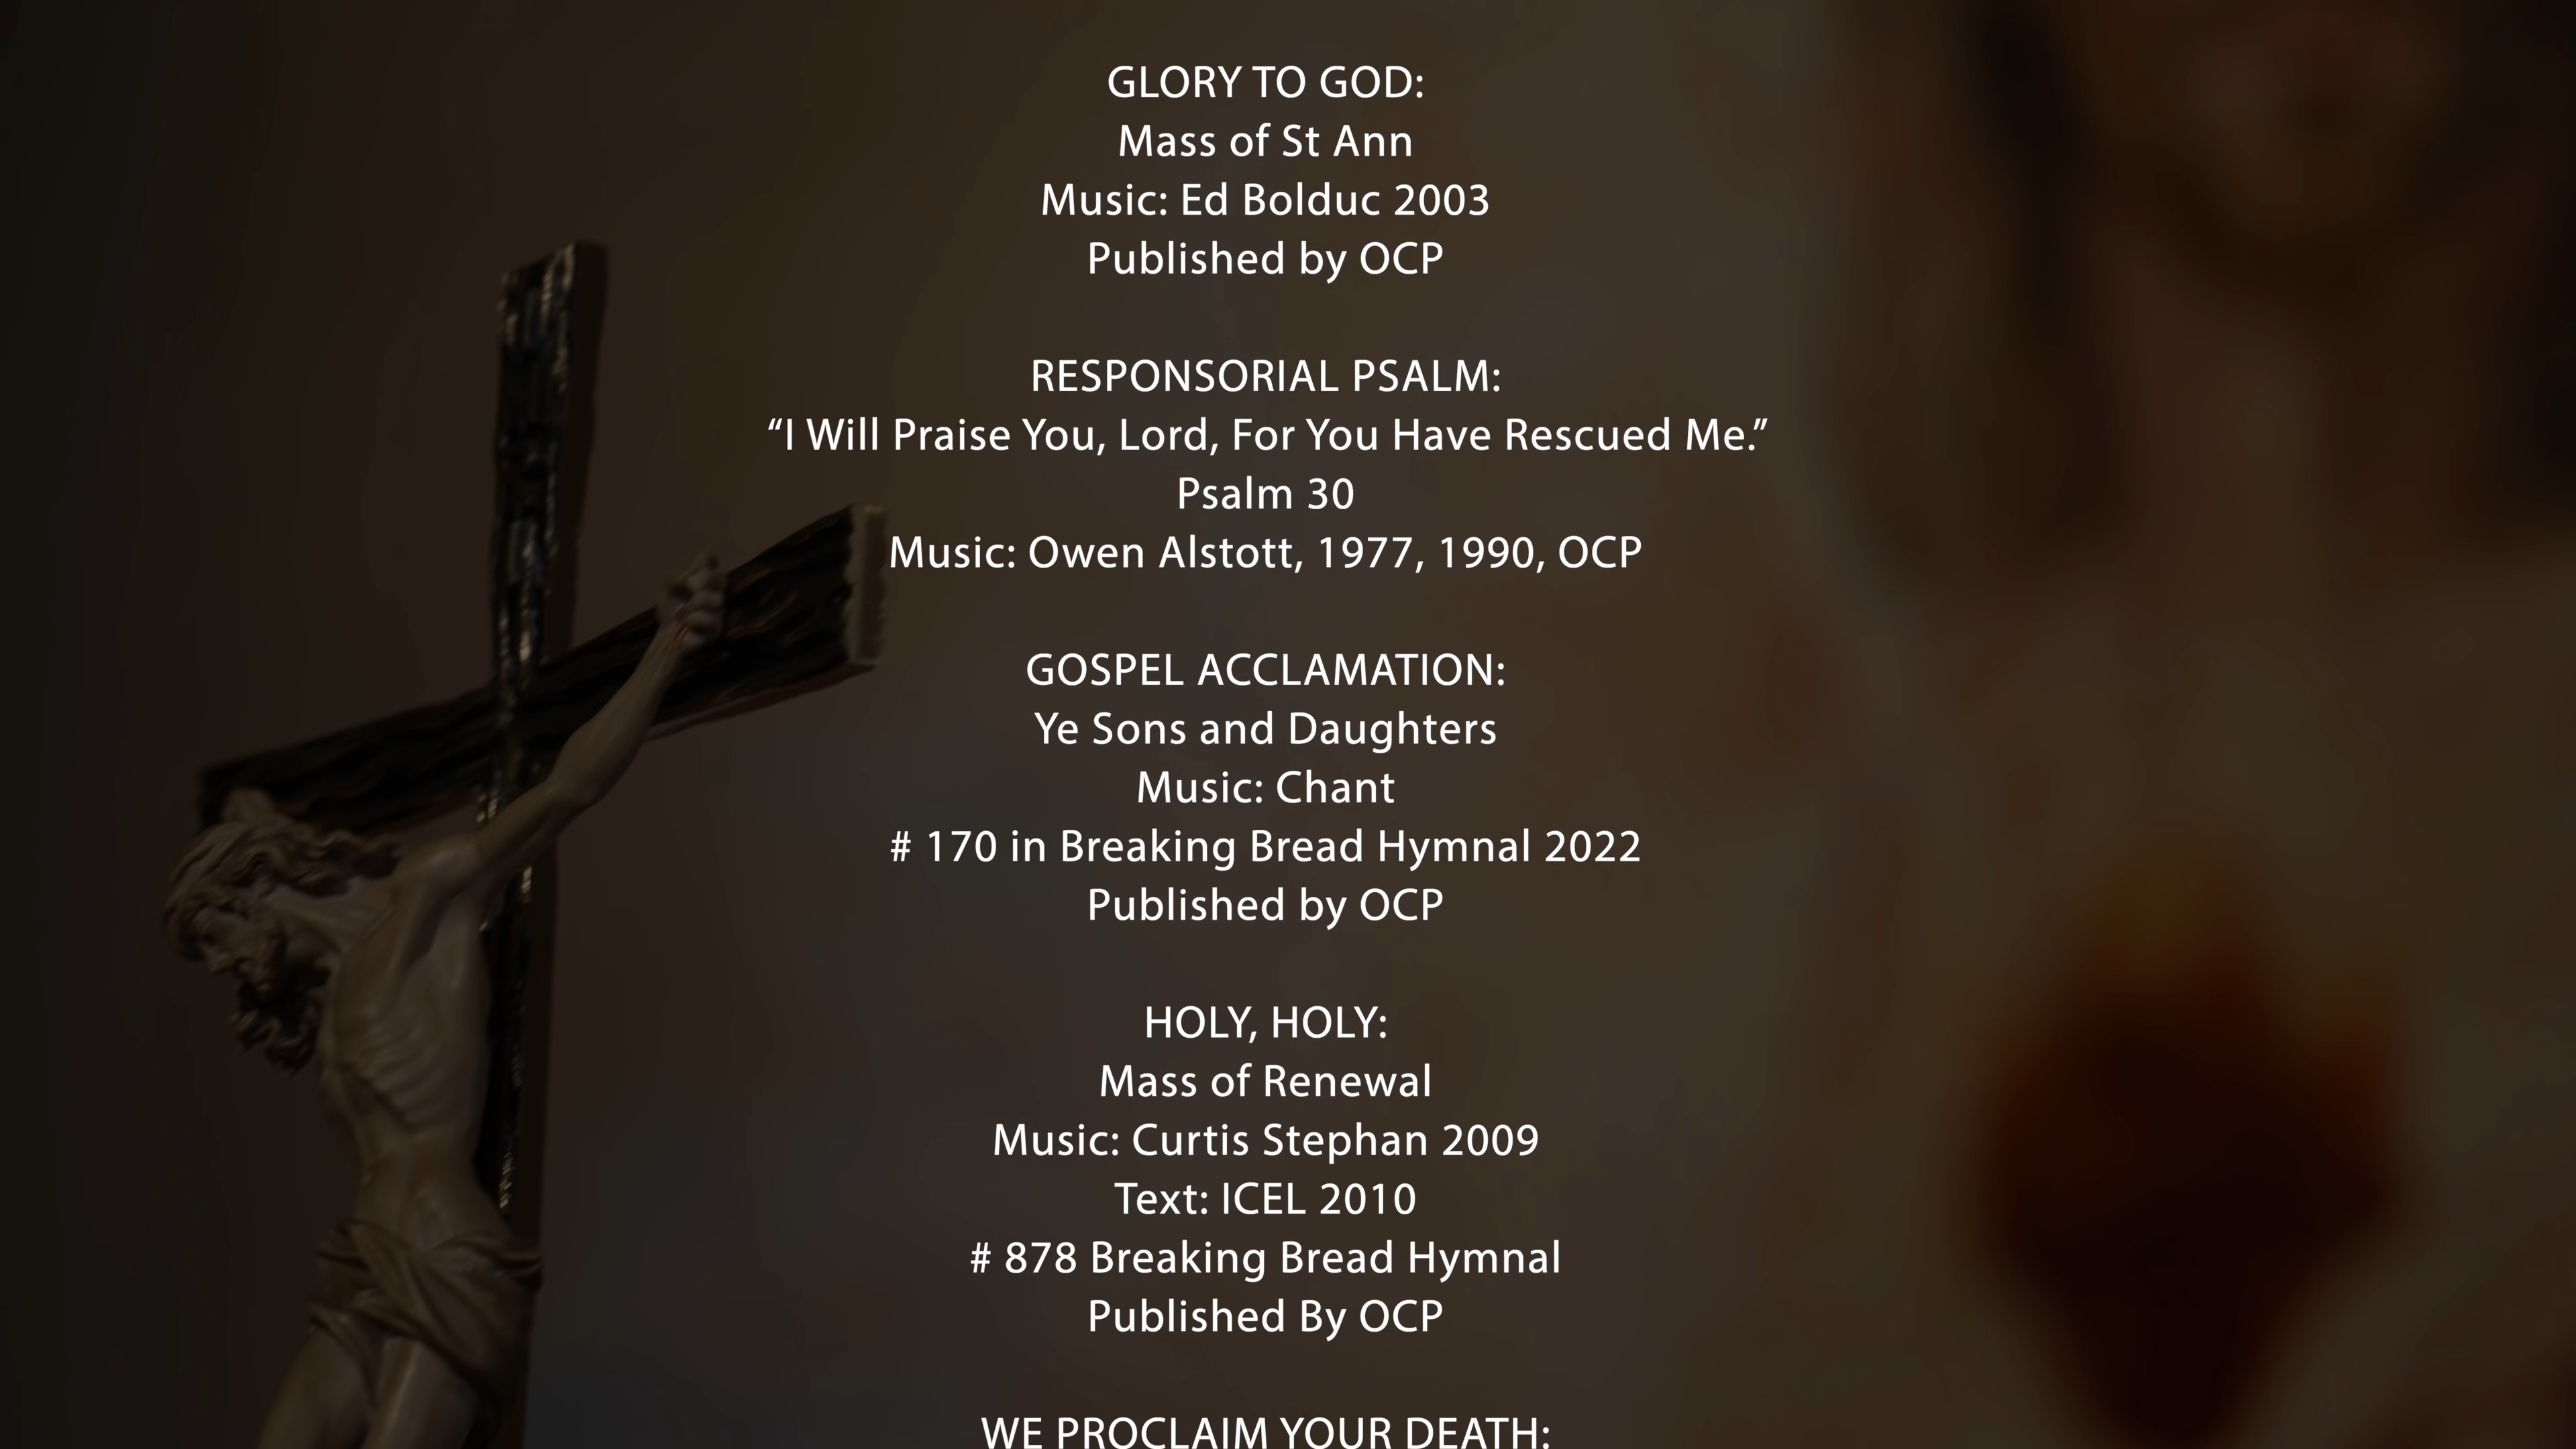 GLORY TO GOD:
Mass of St Ann
Music: Ed Bolduc 2003
Published by OCP
RESPONSORIAL PSALM:
“I Will Praise You, Lord, For You Have Rescued Me.”
Psalm 30
Music: Owen Alstott, 1977, 1990, OCP
GOSPEL ACCLAMATION:
Ye Sons and Daughters
Music: Chant
# 170 in Breaking Bread Hymnal 2022
Published by OCP
HOLY, HOLY:
Mass of Renewal
Music: Curtis Stephan 2009
Text: ICEL 2010
# 878 Breaking Bread Hymnal
Published By OCP
WE PROCLAIM YOUR DEATH: